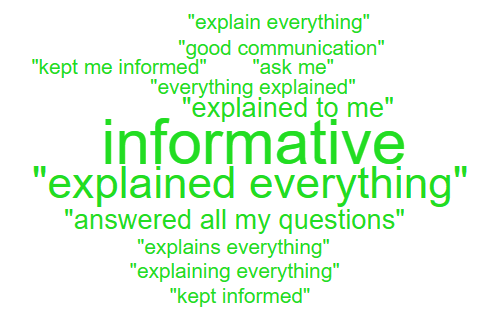 "explain everything"
"good communication"
"kept me informed" "ask me"
"everything explained"
"explained to me"
informative
"explained everything"
"answered all my questions"
"explains everything"
"explaining everything"
"kept informed"